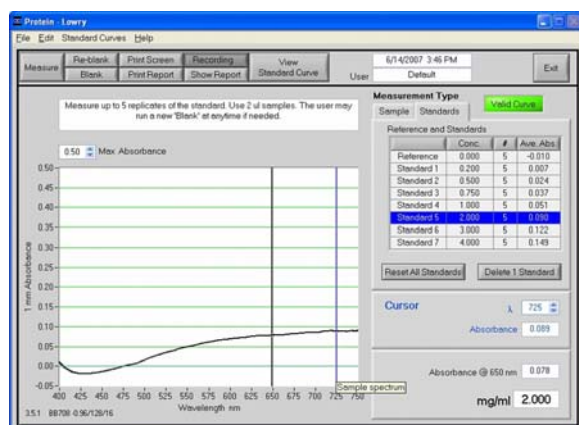 Protein - Lowry
File Edit Standard Curves Help
Measure
Re-blank
Print Screen
Recording
Blank
Print Report
Show Report
View
Standard Curve
6/14/2007 3:46 PM
User
Default
Exit
Measure up to 5 replicates of the standard. Use 2 ul samples. The user may
run a new 'Blank' at anytime if needed.
0.50 Max Absorbance
1 mm Absorbance
0.50
0.45
0.40
0.35
0.30
0.25
0.20
0.15
0.10
0.05
0.00
-0.05
400 425 450 475 500 525 550 575 600 625 650 675 700 725 750
Wavelength nm
Sample spectrum
3.5.1 BB708 -0.96/128/16
Measurement Type
Valid Curve
Sample Standards
Reference and Standards
Conc. # Ave. Abs.
Reference 0.000 5 -0.010
Standard 1 0.200 5 0.007
Standard 2 0.500 5 0.024
Standard 3 0.750 5 0.037
Standard 4 1.000 5 0.051
Standard 5 2.000 5 0.090
Standard 6 3.000 5 0.122
Standard 7 4.000 5 0.149
Reset All Standards
Delete 1 Standard
Cursor
λ 725
Absorbance 0.089
Absorbance @ 650 nm 0.078
mg/ml 2.000